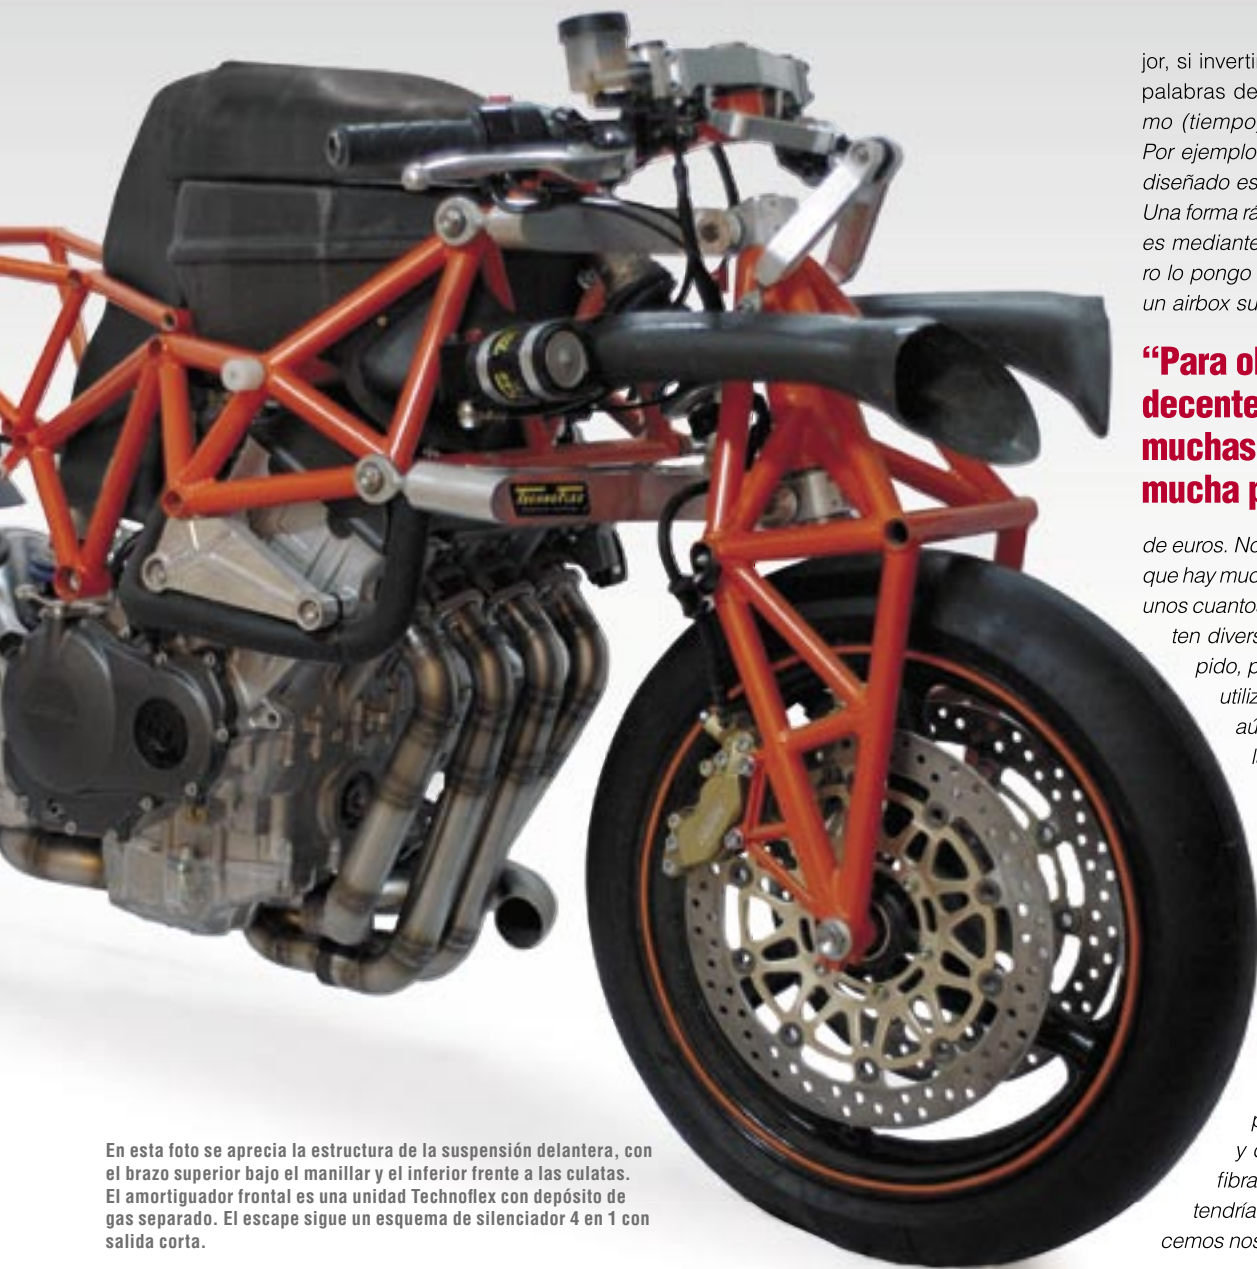 jor, si inverti
palabras de
mo (tiempo,
Por ejemplo
diseñado es
Una forma rá
es mediante
ro lo pongo
un airbox su
“Para ol
decente
muchas
mucha p
de euros. No
que hay muc
unos cuanto
ten divers
pido, p
utiliz
aú
TECHNOFLEX
En esta foto se aprecia la estructura de la suspensión delantera, con
el brazo superior bajo el manillar y el inferior frente a las culatas.
El amortiguador frontal es una unidad Technoflex con depósito de
gas separado. El escape sigue un esquema de silenciador 4 en 1 con
salida corta.
y
fibra
tendría
cemos nos